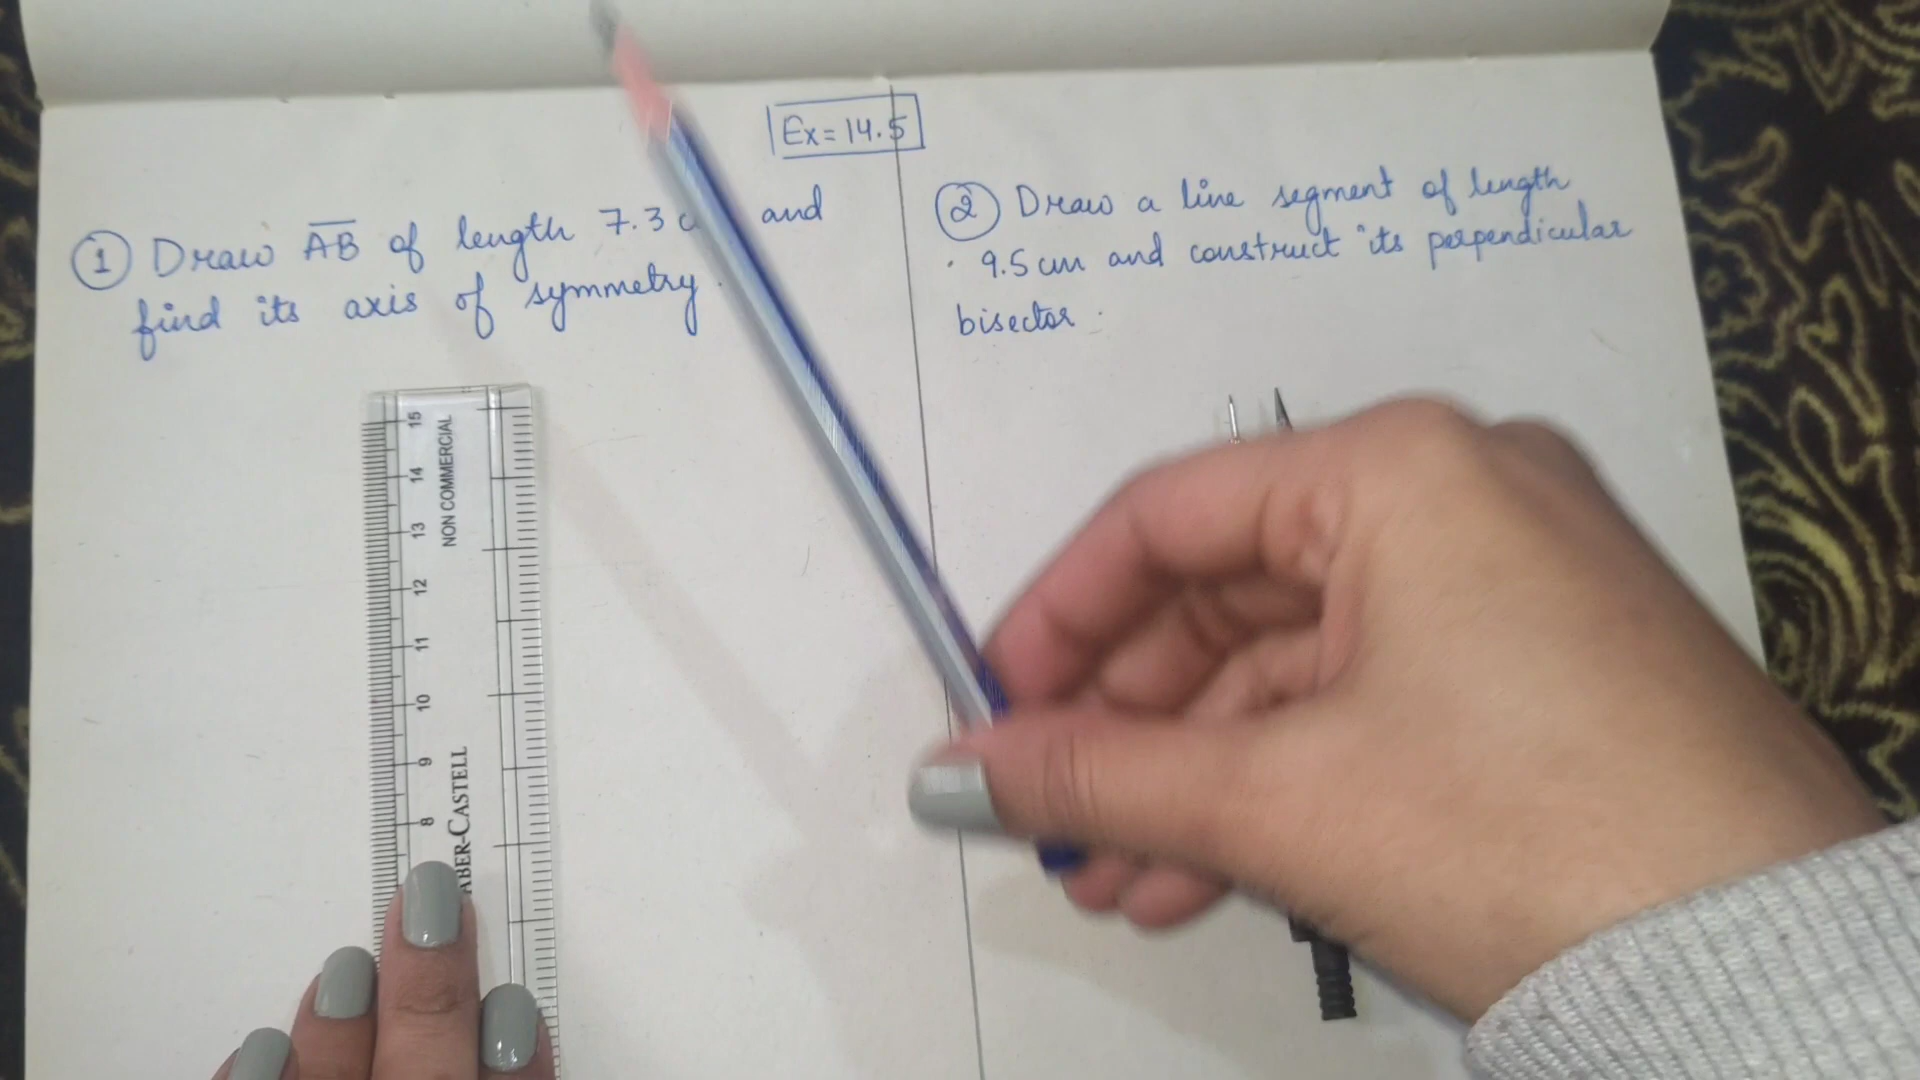 Ex = 14.5
① Draw AB of length 7.3 c and
find its axis of symmetry.
② Draw a line segment of length
9.5 cm and construct its perpendicular
bisector.
15
14
13
12
11
10
9
8
NON COMMERCIAL
ABER-CASTELL